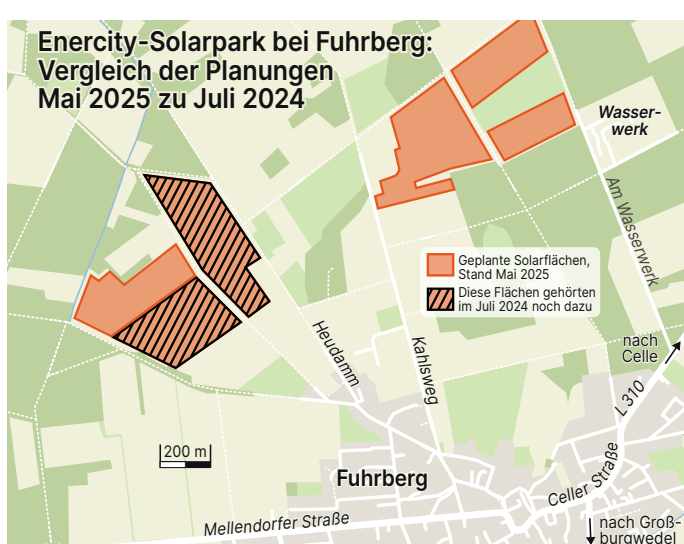 Enercity-Solarpark bei Fuhrberg:
Vergleich der Planungen
Mai 2025 zu Juli 2024
Wasser-
werk
Am Wasserwerk
Geplante Solarflächen,
Stand Mai 2025
Diese Flächen gehörten
im Juli 2024 noch dazu
Heudamm
Kahlsweg
nach
Celle
L 310
200 m
Fuhrberg
Celler Straße
Mellendorfer Straße
nach Groß-
burgwedel